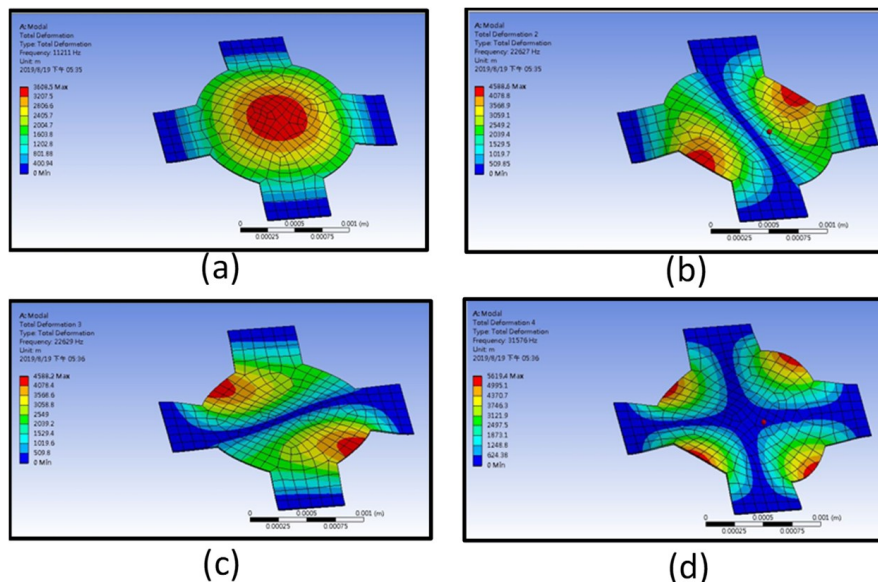 A: Modal
Total Deformation
Type: Total Deformation
Frequency: 11211 Hz
Unit: m
2019/8/19 下午 05:35
3608.5 Max
3207.5
2806.6
2405.7
2004.7
1603.8
1202.8
801.88
400.94
0 Min
0 0.0005 0.001 (m)
0.00025 0.00075
(a)
A: Modal
Total Deformation 2
Type: Total Deformation
Frequency: 22627 Hz
Unit: m
2019/8/19 下午 05:35
4588.6 Max
4078.8
3568.9
3059.1
2549.2
2039.4
1529.5
1019.7
509.85
0 Min
0 0.0005 0.001 (m)
0.00025 0.00075
(b)
A: Modal
Total Deformation 3
Type: Total Deformation
Frequency: 22629 Hz
Unit: m
2019/8/19 下午 05:36
4588.2 Max
4078.4
3568.6
3058.8
2549
2039.2
1529.4
1019.6
509.8
0 Min
0 0.0005 0.001 (m)
0.00025 0.00075
(c)
A: Modal
Total Deformation 4
Type: Total Deformation
Frequency: 31576 Hz
Unit: m
2019/8/19 下午 05:36
5619.4 Max
4995.1
4370.7
3746.3
3121.9
2497.5
1873.1
1248.8
624.38
0 Min
0 0.0005 0.001 (m)
0.00025 0.00075
(d)